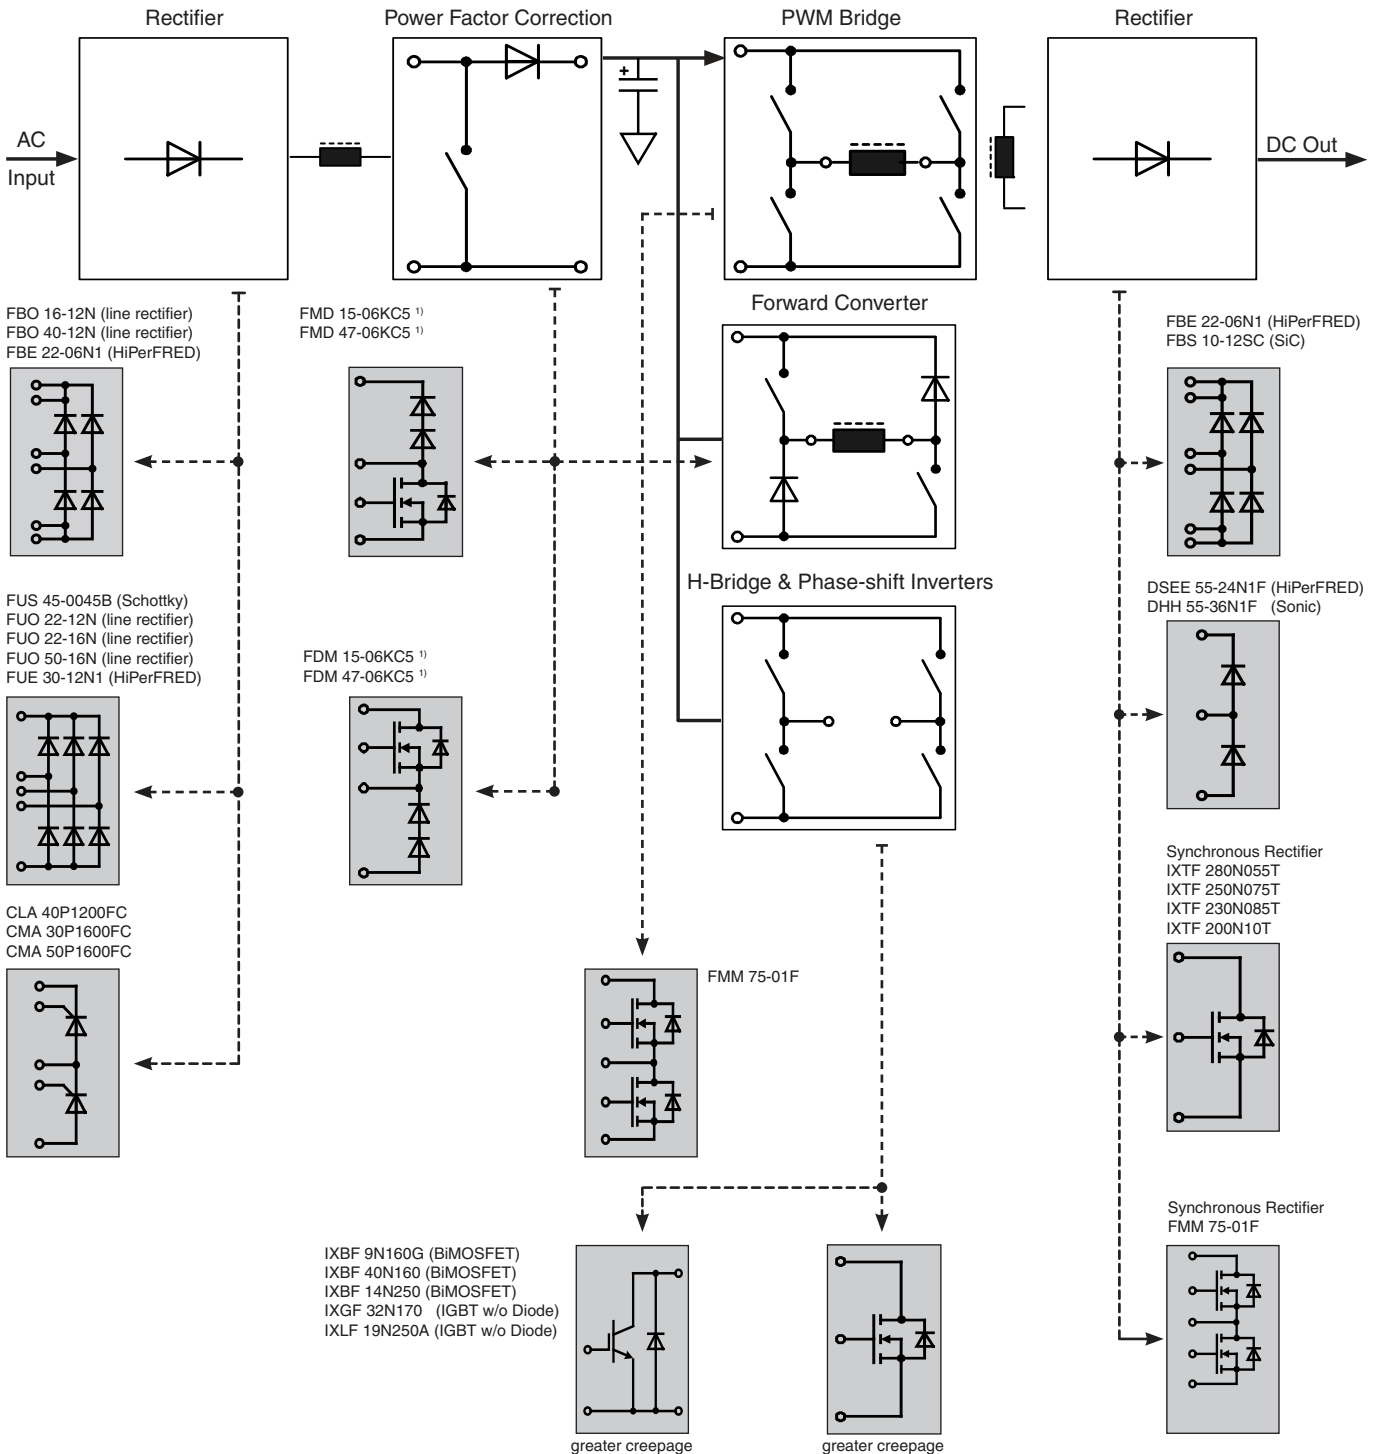 Rectifier
Power Factor Correction
PWM Bridge
Rectifier
AC
Input
+
DC Out
FBO 16-12N (line rectifier)
FBO 40-12N (line rectifier)
FBE 22-06N1 (HiPerFRED)
FMD 15-06KC5 1)
FMD 47-06KC5 1)
Forward Converter
FBE 22-06N1 (HiPerFRED)
FBS 10-12SC (SiC)
H-Bridge & Phase-shift Inverters
DSEE 55-24N1F (HiPerFRED)
DHH 55-36N1F (Sonic)
FUS 45-0045B (Schottky)
FUO 22-12N (line rectifier)
FUO 22-16N (line rectifier)
FUO 50-16N (line rectifier)
FUE 30-12N1 (HiPerFRED)
FDM 15-06KC5 1)
FDM 47-06KC5 1)
Synchronous Rectifier
IXTF 280N055T
IXTF 250N075T
IXTF 230N085T
IXTF 200N10T
CLA 40P1200FC
CMA 30P1600FC
CMA 50P1600FC
FMM 75-01F
Synchronous Rectifier
FMM 75-01F
IXBF 9N160G (BiMOSFET)
IXBF 40N160 (BiMOSFET)
IXBF 14N250 (BiMOSFET)
IXGF 32N170 (IGBT w/o Diode)
IXLF 19N250A (IGBT w/o Diode)
greater creepage
greater creepage